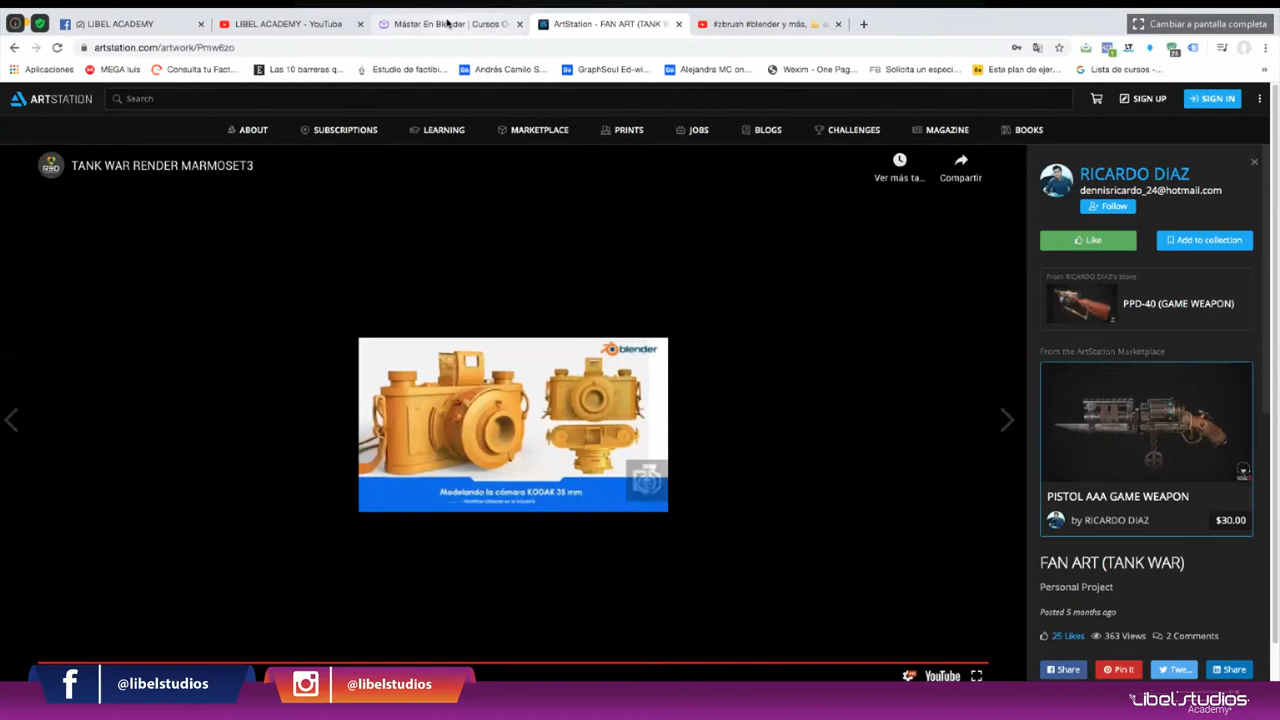 (2) LIBEL ACADEMY
LIBEL ACADEMY - YouTube
Máster En Blender | Cursos O
ArtStation - FAN ART (TANK W
#zbrush #blender y más,
Cambiar a pantalla completa
artstation.com/artwork/Pmw6zo
Aplicaciones
MEGA luis
Consulta tu Fact...
Las 10 barreras q...
Estudio de factibi...
Andrés Camilo S...
GraphSoul Ed-wi...
Alejandra MC on...
Wexim - One Pag...
FB Solicita un especi...
Este plan de ejer...
Lista de cursos -...
ARTSTATION
Search
SIGN UP
SIGN IN
ABOUT
SUBSCRIPTIONS
LEARNING
MARKETPLACE
PRINTS
JOBS
BLOGS
CHALLENGES
MAGAZINE
BOOKS
TANK WAR RENDER MARMOSET3
Ver más ta...
Compartir
RICARDO DIAZ
dennisricardo_24@hotmail.com
Follow
Like
Add to collection
From RICARDO DIAZ's Store
PPD-40 (GAME WEAPON)
From the ArtStation Marketplace
PISTOL AAA GAME WEAPON
by RICARDO DIAZ
$30.00
blender
Modelando la cámara KODAK 35 mm
FAN ART (TANK WAR)
Personal Project
Posted 5 months ago
25 Likes
363 Views
2 Comments
Share
Pin it
Twe...
Share
YouTube
@libelstudios
@libelstudios
Libel Studios
Academy